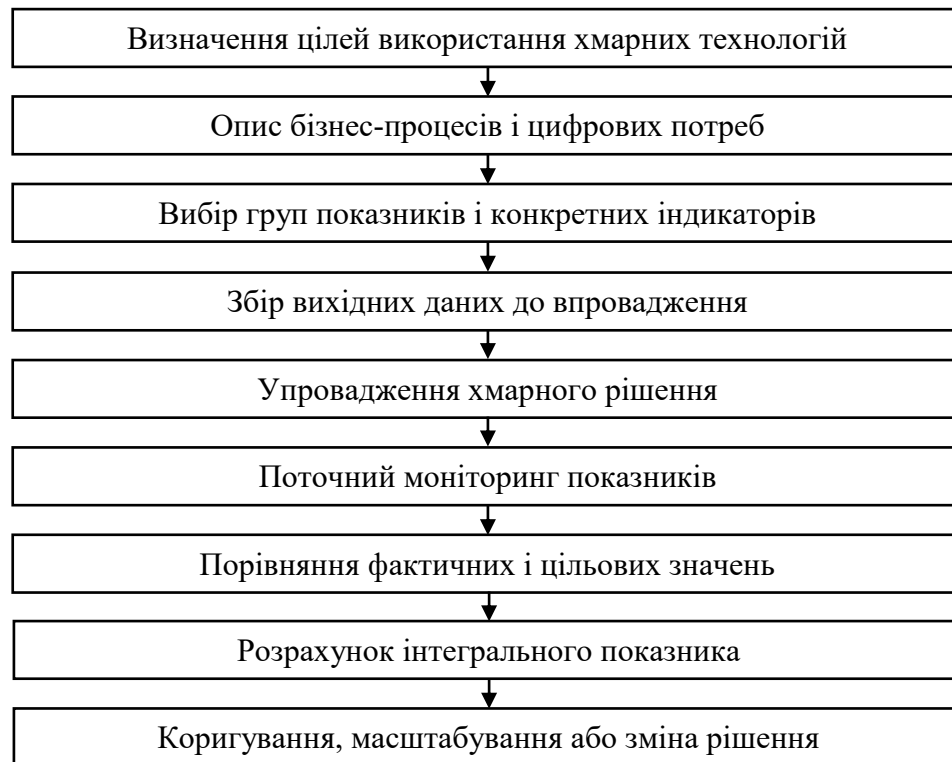 Визначення цілей використання хмарних технологій
Опис бізнес-процесів і цифрових потреб
Вибір груп показників і конкретних індикаторів
Збір вихідних даних до впровадження
Упровадження хмарного рішення
Поточний моніторинг показників
Порівняння фактичних і цільових значень
Розрахунок інтегрального показника
Коригування, масштабування або зміна рішення